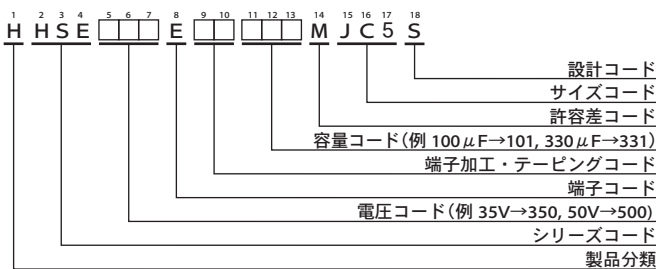 1 2 3 4 5 6 7 8 9 10 11 12 13 14 15 16 17 18
H HSE □□□ E □□ □□□ M JC5 S
設計コード
サイズコード
許容差コード
容量コード(例 100μF→101, 330μF→331)
端子加工・テーピングコード
端子コード
電圧コード(例 35V→350, 50V→500)
シリーズコード
製品分類